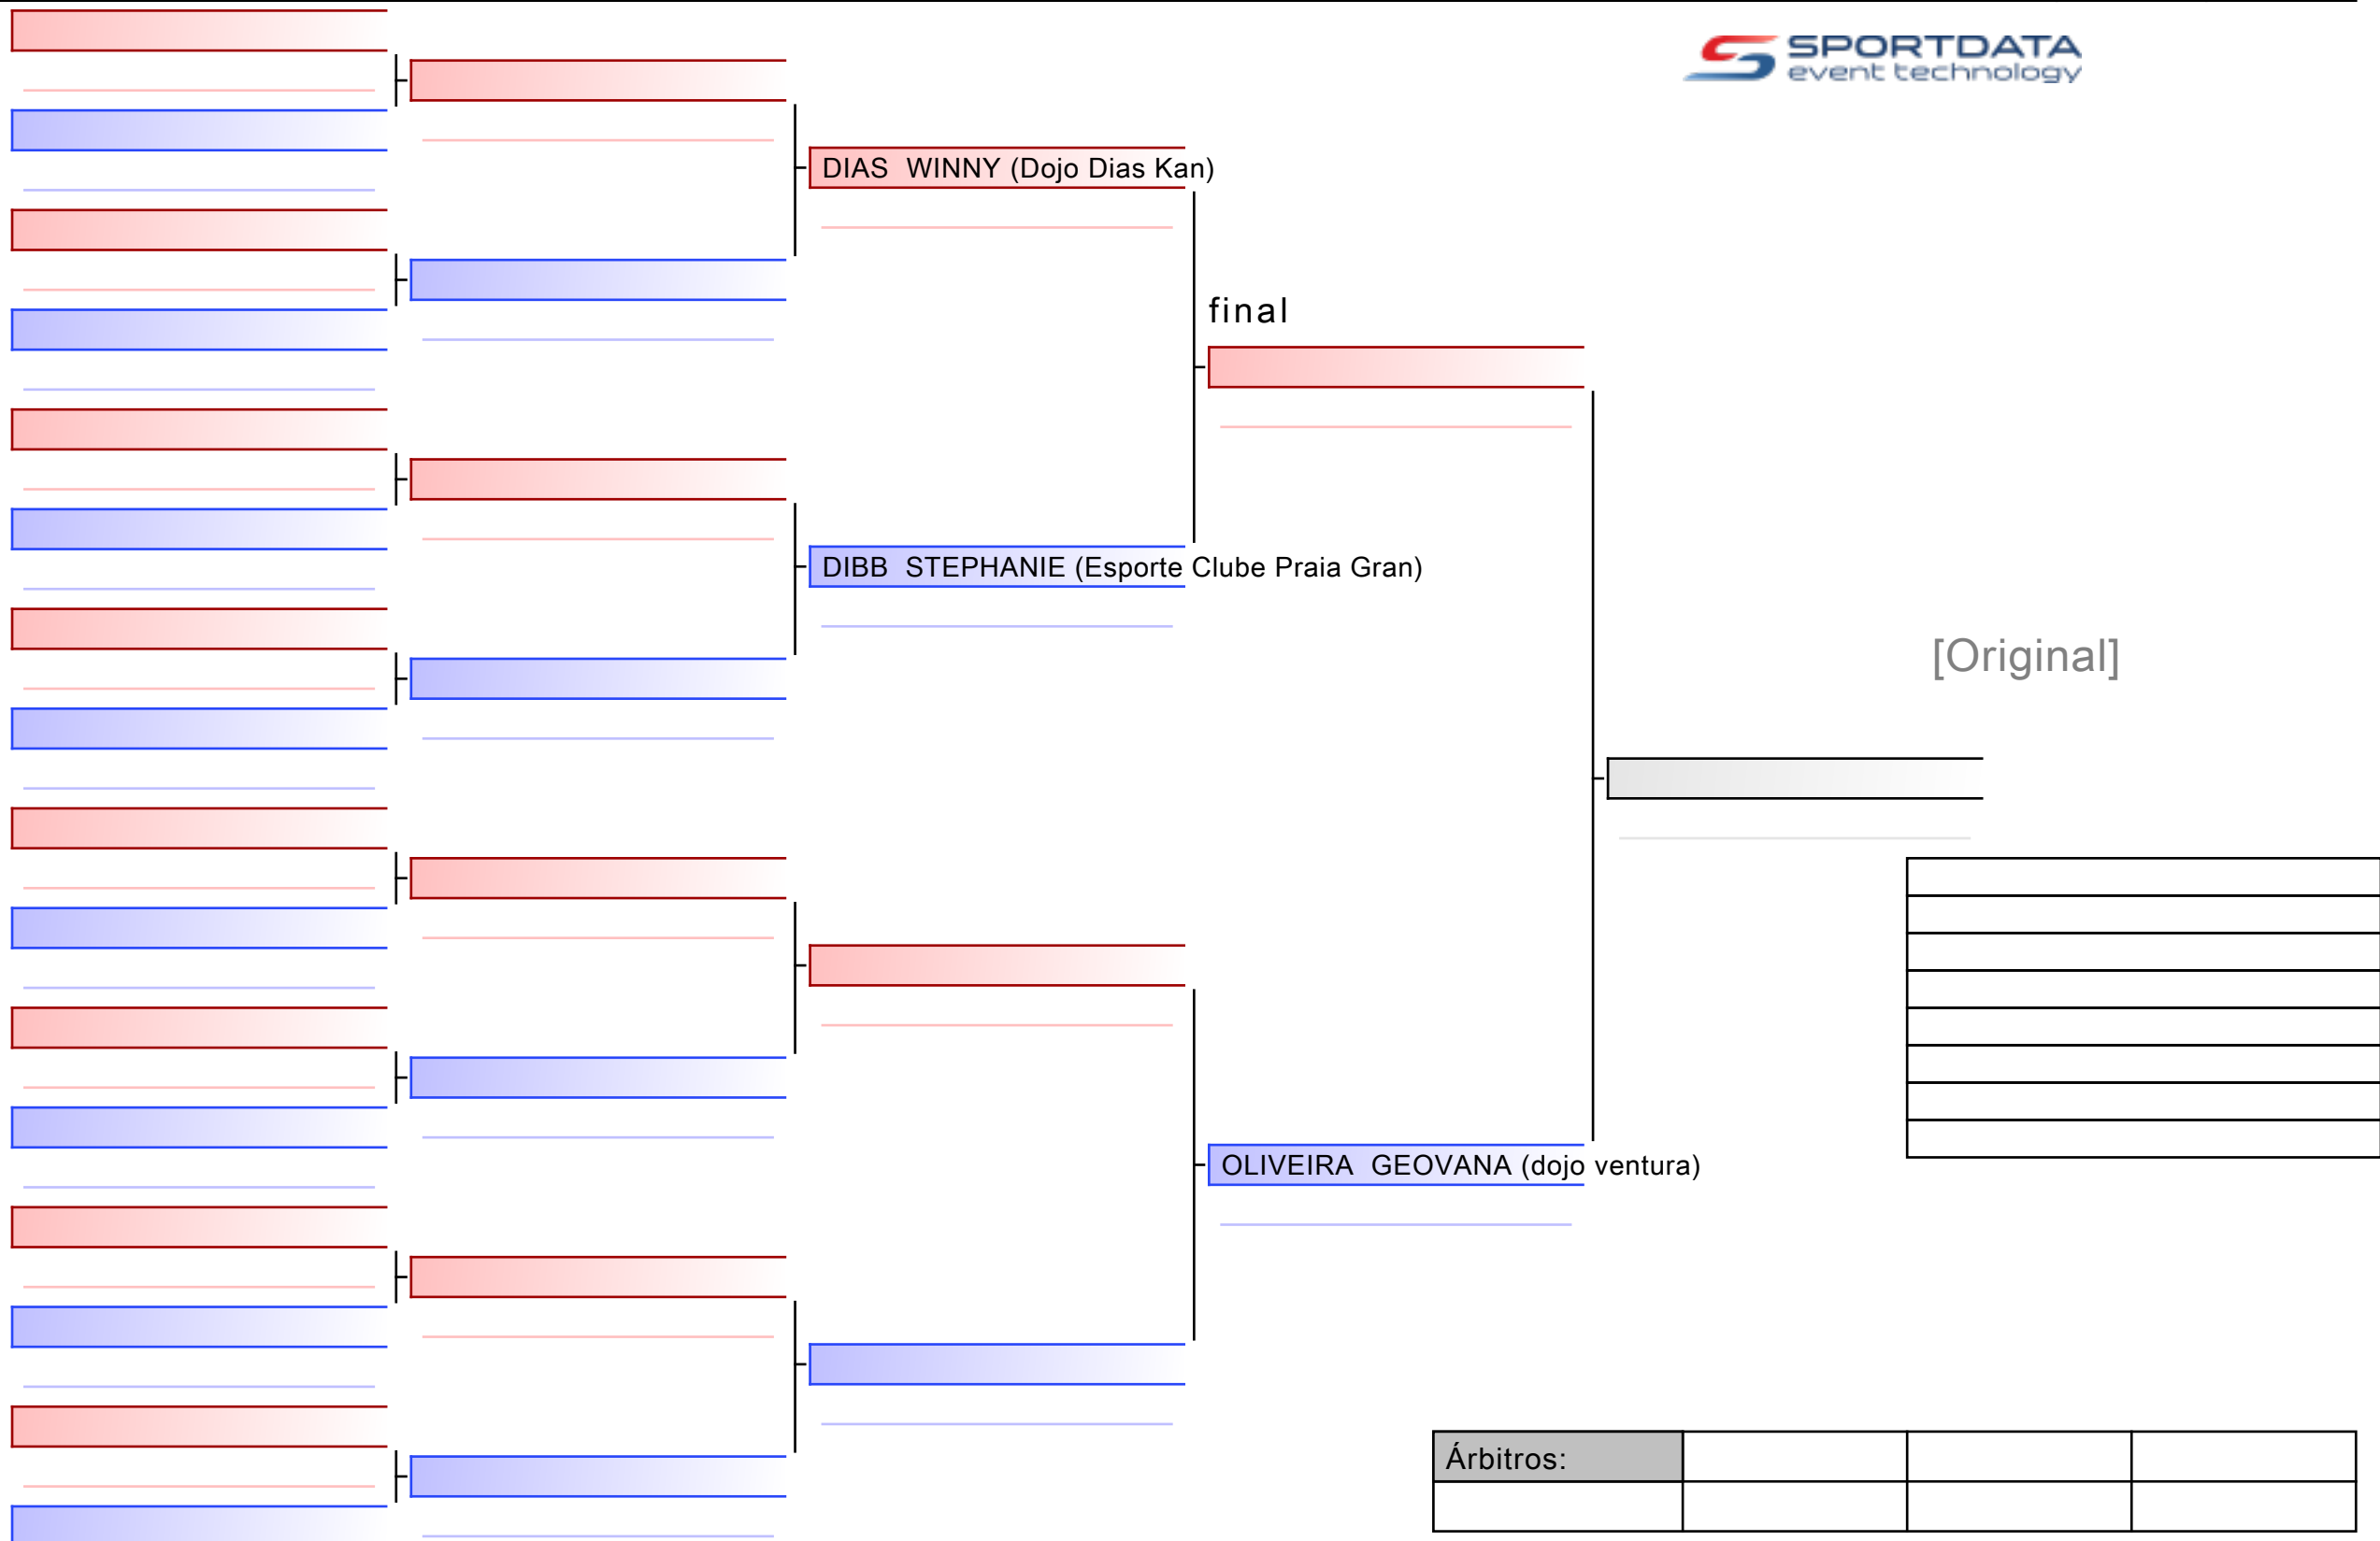 SPORTDATA
event technology
DIAS  WINNY (Dojo Dias Kan)
final
DIBB  STEPHANIE (Esporte Clube Praia Gran)
[Original]
OLIVEIRA  GEOVANA (dojo ventura)
Árbitros: